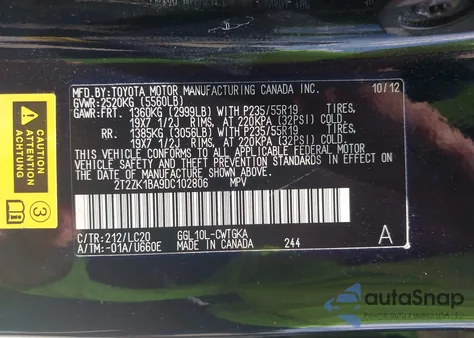 MFD.BY:TOYOTA MOTOR MANUFACTURING CANADA INC. 10/12
GVWR:2520KG(5560LB)
GAWR:FRT. 1360KG(2999LB)WITH P235/55R19 TIRES,
19X7 1/2J RIMS, AT 220KPA(32PSI)COLD
RR. 1385KG(3056LB)WITH P235/55R19 TIRES,
19X7 1/2J RIMS, AT 220KPA(32PSI)COLD
THIS VEHICLE CONFORMS TO ALL APPLICABLE FEDERAL MOTOR
VEHICLE SAFETY AND THEFT PREVENTION STANDARDS IN EFFECT ON
THE DATE OF MANUFACTURE SHOWN ABOVE.
2T2ZK1BA9DC102806 MPV
C/TR:212/LC20 GGL10L-CWTGKA
A/TM:-01A/U660E MADE IN CANADA 244 A
ATTENTION
ACHTUNG
3
autoSnap